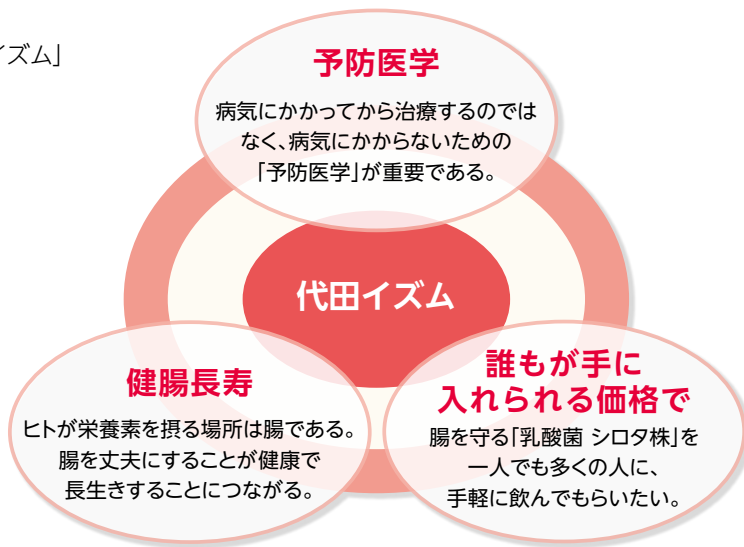 イズム」
予防医学
病気にかかってから治療するのでは
なく、病気にかからないための
「予防医学」が重要である。
代田イズム
健腸長寿
ヒトが栄養素を摂る場所は腸である。
腸を丈夫にすることが健康で
長生きすることにつながる。
誰もが手に
入れられる価格で
腸を守る「乳酸菌 シロタ株」を
一人でも多くの人に、
手軽に飲んでもらいたい。